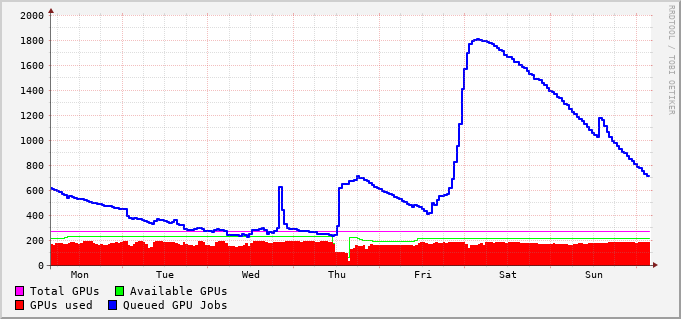 2000
1800
1600
1400
1200
1000
800
600
400
200
0
Mon Tue Wed Thu Fri Sat Sun
Total GPUs Available GPUs
GPUs used Queued GPU Jobs
RRDTOOL / TOBI OETIKER